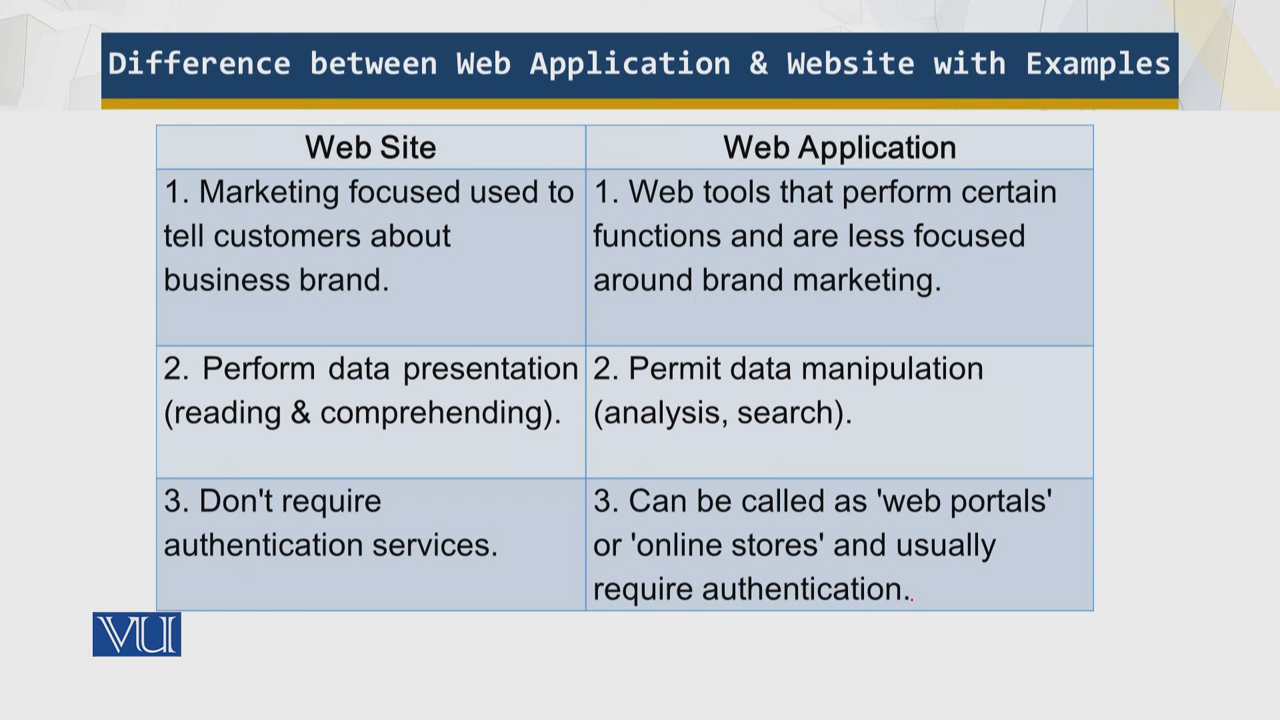 Difference between Web Application & Website with Examples
Web Site
Web Application
1. Marketing focused used to
tell customers about
business brand.
1. Web tools that perform certain
functions and are less focused
around brand marketing.
2. Perform data presentation
(reading & comprehending).
2. Permit data manipulation
(analysis, search).
3. Don't require
authentication services.
3. Can be called as 'web portals'
or 'online stores' and usually
require authentication..
VU